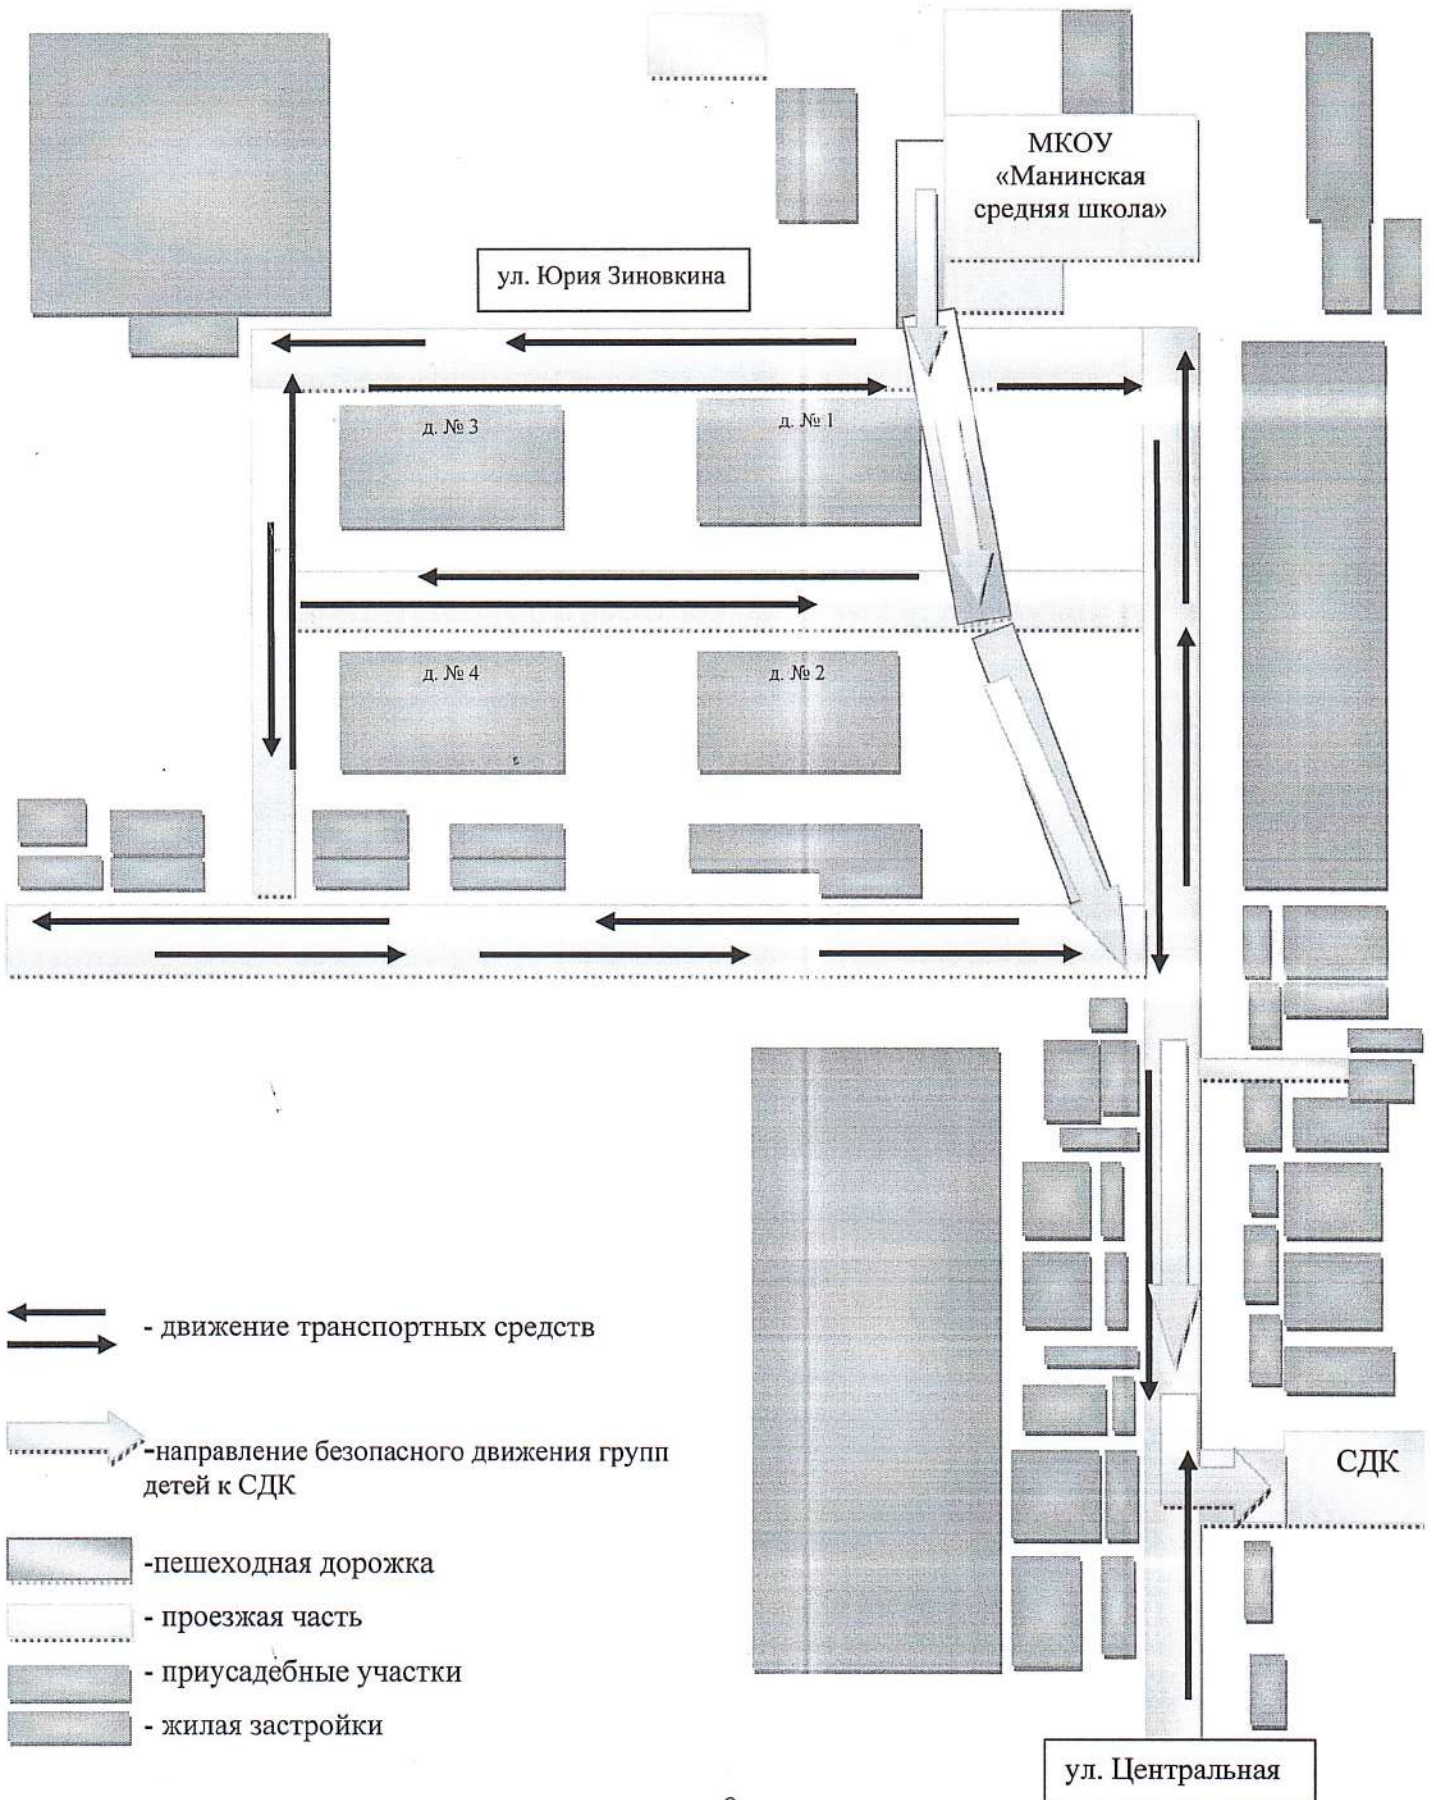 МКОУ
«Манинская
средняя школа»
ул. Юрия Зиновкина
д. № 3
д. № 1
д. № 4
д. № 2
- движение транспортных средств
-направление безопасного движения групп
детей к СДК
СДК
-пешеходная дорожка
- проезжая часть
- приусадебные участки
- жилая застройки
ул. Центральная